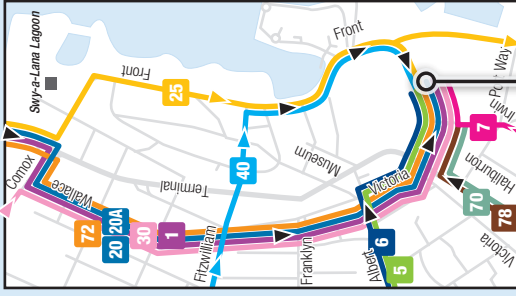 Swy-a-Lana Lagoon
Front
Front
Comox
Wallace
Terminal
Museum
Fitzwilliam
Franklyn
Albert
Victoria
Irwin
Way
Haliburton
Victoria
25
40
72
20
20A
30
1
6
5
7
70
78